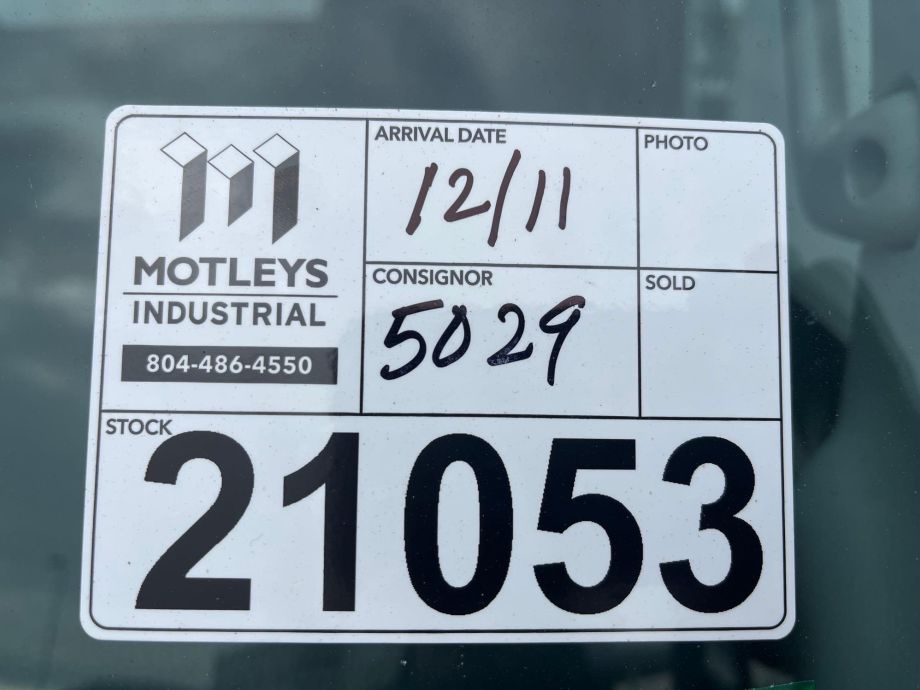 MOTLEYS
INDUSTRIAL
804-486-4550
ARRIVAL DATE
12/11
PHOTO
CONSIGNOR
5029
SOLD
STOCK
21053